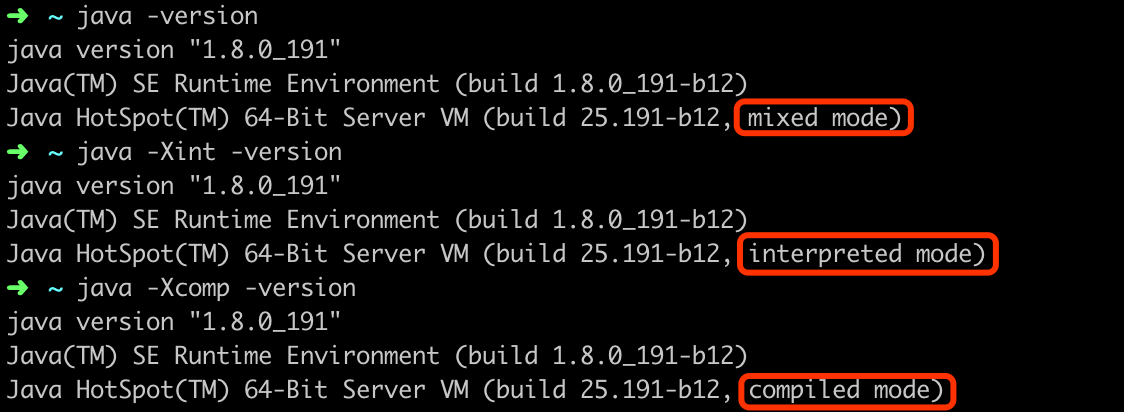 ➜ ~ java -version
java version "1.8.0_191"
Java(TM) SE Runtime Environment (build 1.8.0_191-b12)
Java HotSpot(TM) 64-Bit Server VM (build 25.191-b12, mixed mode)
➜ ~ java -Xint -version
java version "1.8.0_191"
Java(TM) SE Runtime Environment (build 1.8.0_191-b12)
Java HotSpot(TM) 64-Bit Server VM (build 25.191-b12, interpreted mode)
➜ ~ java -Xcomp -version
java version "1.8.0_191"
Java(TM) SE Runtime Environment (build 1.8.0_191-b12)
Java HotSpot(TM) 64-Bit Server VM (build 25.191-b12, compiled mode)